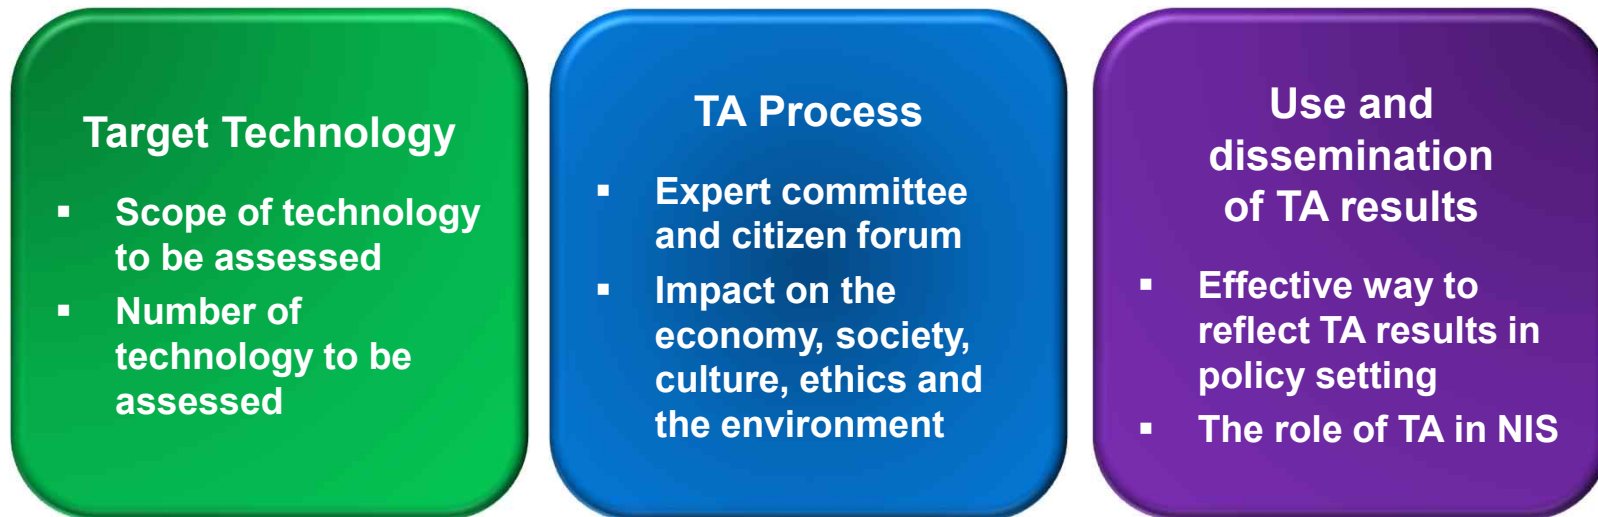 Target Technology
▪ Scope of technology
to be assessed
▪ Number of
technology to be
assessed
TA Process
▪ Expert committee
and citizen forum
▪ Impact on the
economy, society,
culture, ethics and
the environment
Use and
dissemination
of TA results
▪ Effective way to
reflect TA results in
policy setting
▪ The role of TA in NIS